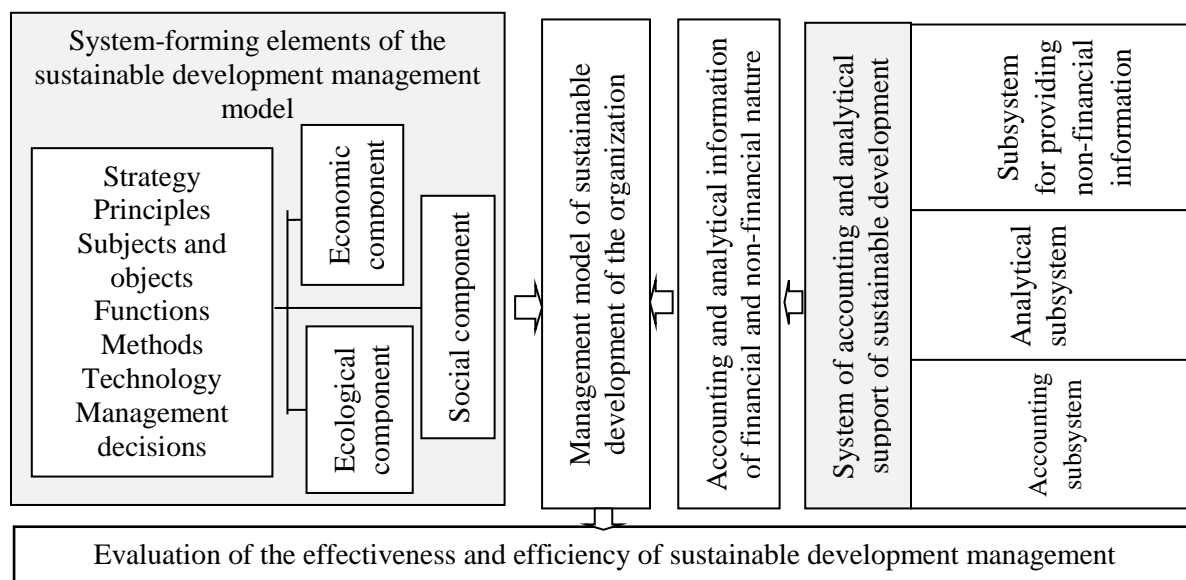 System-forming elements of the
sustainable development management
model
Strategy
Principles
Subjects and
objects
Functions
Methods
Technology
Management
decisions
Economic
component
Ecological
component
Social component
Management model of sustainable
development of the organization
Accounting and analytical information
of financial and non-financial nature
System of accounting and analytical
support of sustainable development
Subsystem
for providing
non-financial
information
Analytical
subsystem
Accounting
subsystem
Evaluation of the effectiveness and efficiency of sustainable development management